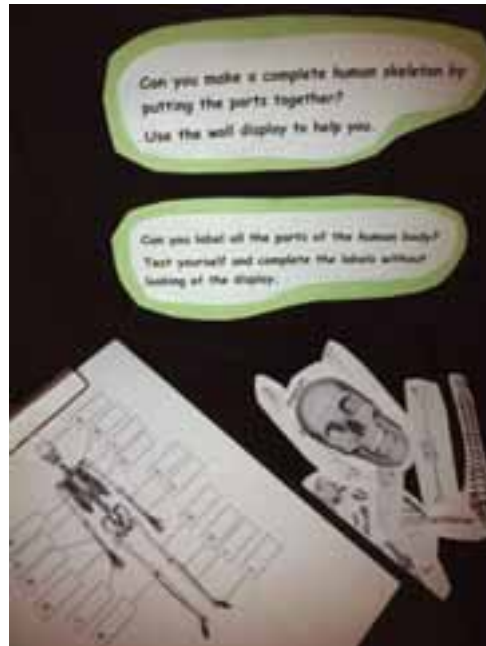 Can you make a complete human skeleton by
putting the parts together?
Use the wall display to help you.
Can you label all the parts of the human body?
Test yourself and complete the labels without
looking at the display.